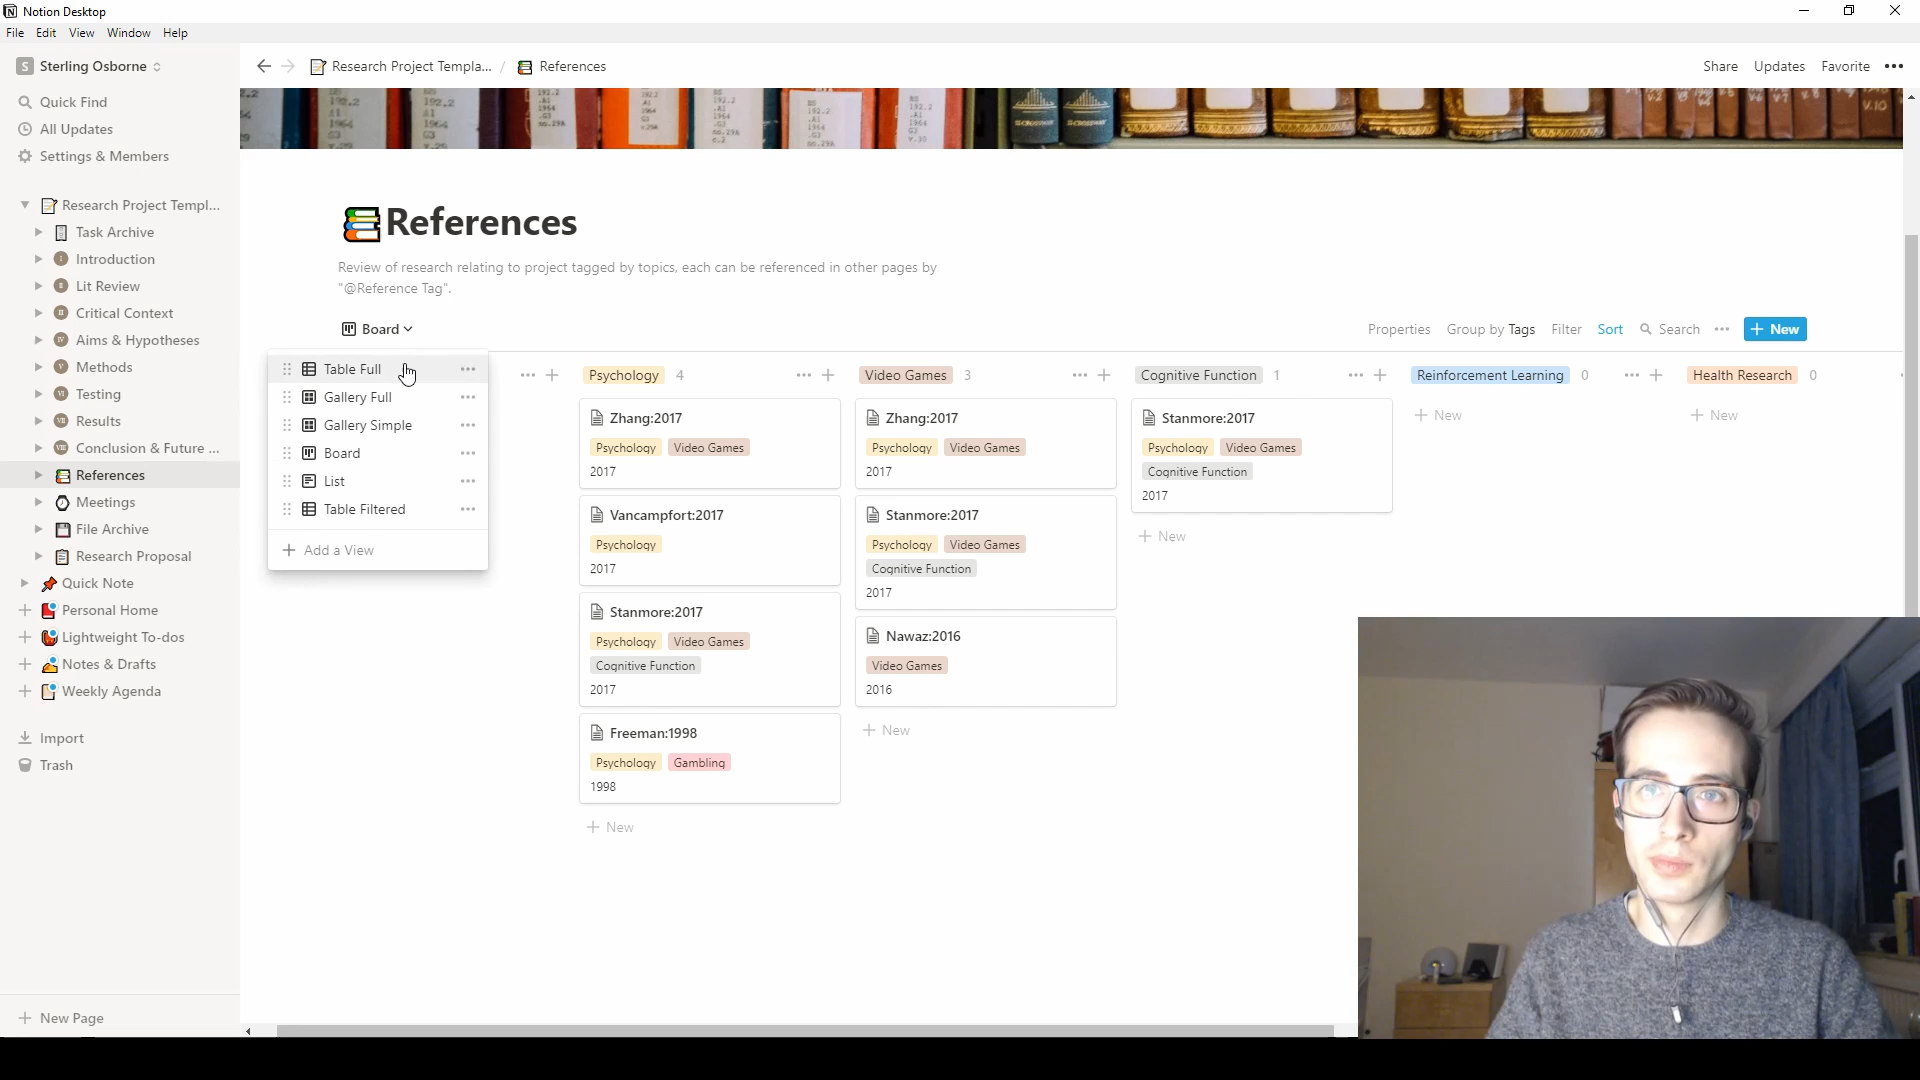 Notion Desktop
File Edit View Window Help
S Sterling Osborne
Research Project Templa... / References
Share Updates Favorite
Quick Find
All Updates
Settings & Members
Research Project Templ...
Task Archive
Introduction
Lit Review
Critical Context
Aims & Hypotheses
Methods
Testing
Results
Conclusion & Future ...
References
Meetings
File Archive
Research Proposal
Quick Note
Personal Home
Lightweight To-dos
Notes & Drafts
Weekly Agenda
Import
Trash
New Page
References
Review of research relating to project tagged by topics, each can be referenced in other pages by
"@Reference Tag".
Board
Properties Group by Tags Filter Sort Search New
Table Full
Gallery Full
Gallery Simple
Board
List
Table Filtered
Add a View
Psychology 4
Zhang:2017
Psychology Video Games
2017
Vancampfort:2017
Psychology
2017
Stanmore:2017
Psychology Video Games
Cognitive Function
2017
Freeman:1998
Psychology Gambling
1998
New
Video Games 3
Zhang:2017
Psychology Video Games
2017
Stanmore:2017
Psychology Video Games
Cognitive Function
2017
Nawaz:2016
Video Games
2016
New
Cognitive Function 1
Stanmore:2017
Psychology Video Games
Cognitive Function
2017
New
Reinforcement Learning 0
New
Health Research 0
New